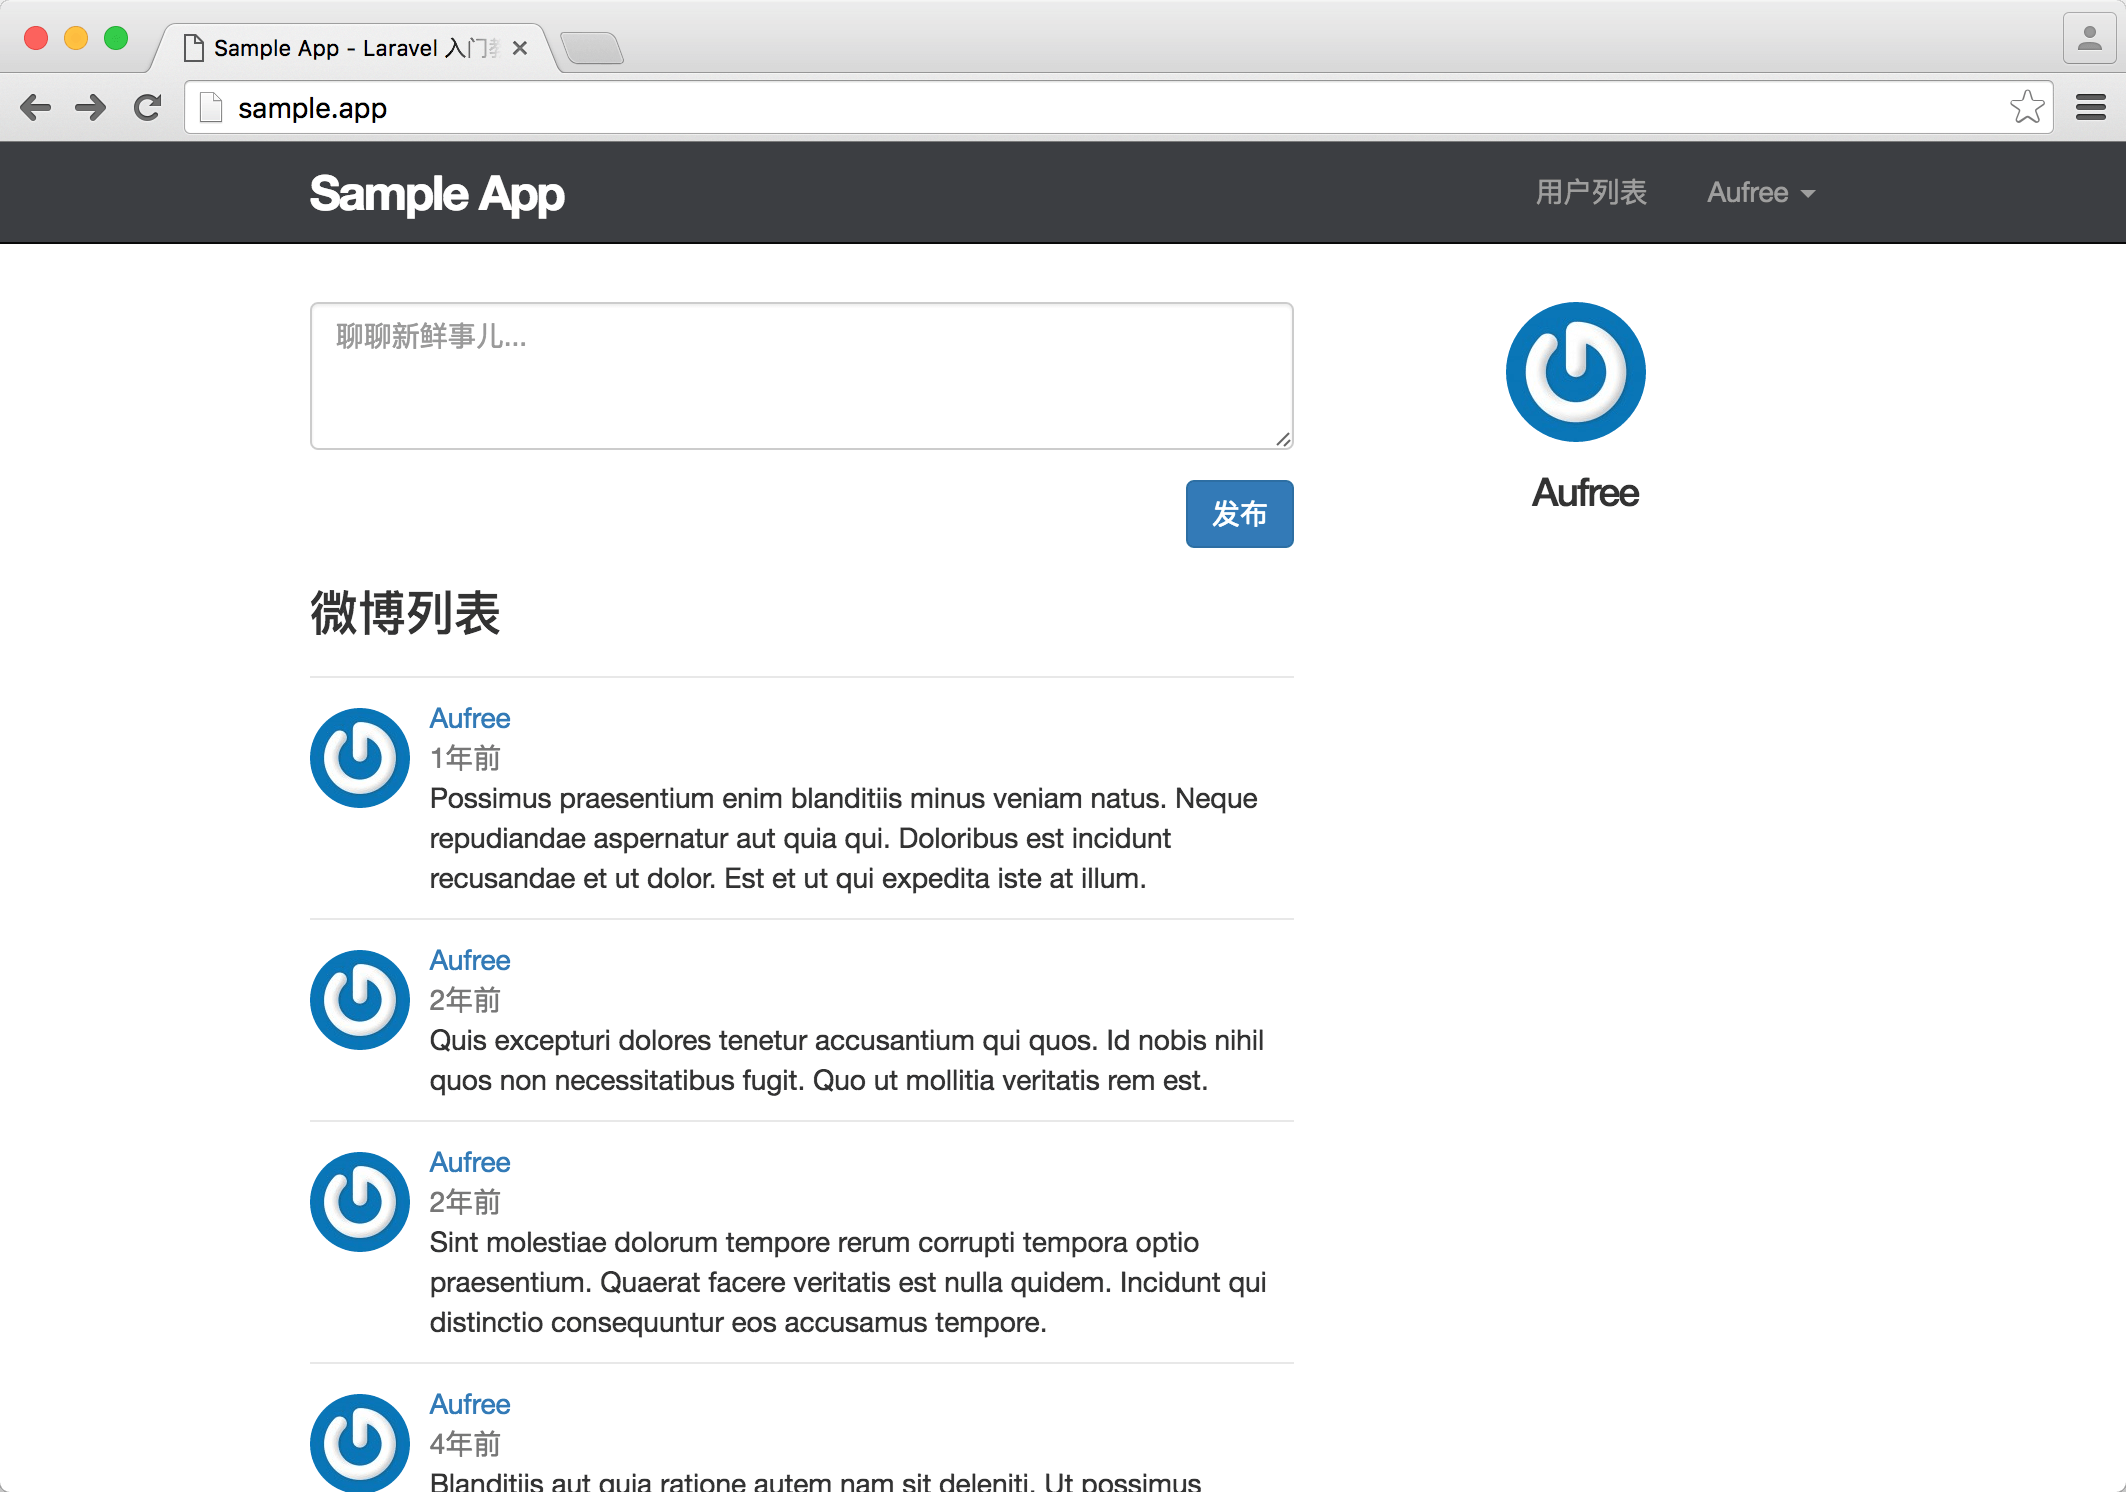 Sample App - Laravel 入门
sample.app
Sample App
用户列表
Aufree
聊聊新鲜事儿...
发布
Aufree
微博列表
Aufree
1年前
Possimus praesentium enim blanditiis minus veniam natus. Neque
repudiandae aspernatur aut quia qui. Doloribus est incidunt
recusandae et ut dolor. Est et ut qui expedita iste at illum.
Aufree
2年前
Quis excepturi dolores tenetur accusantium qui quos. Id nobis nihil
quos non necessitatibus fugit. Quo ut mollitia veritatis rem est.
Aufree
2年前
Sint molestiae dolorum tempore rerum corrupti tempora optio
praesentium. Quaerat facere veritatis est nulla quidem. Incidunt qui
distinctio consequuntur eos accusamus tempore.
Aufree
4年前
Blanditiis aut quia ratione autem nam sit deleniti. Ut possimus